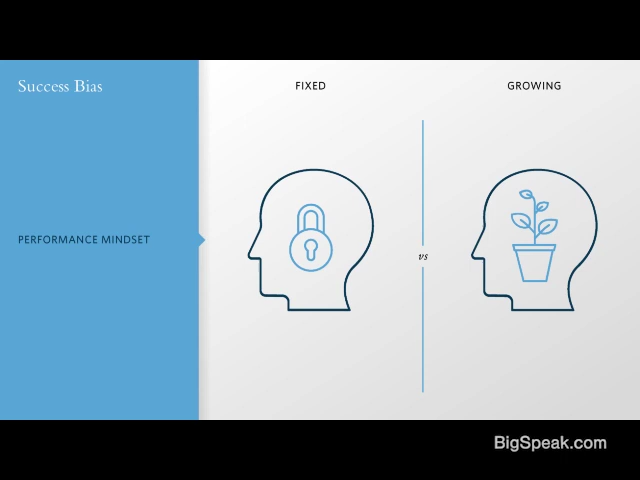 Success Bias
FIXED
GROWING
PERFORMANCE MINDSET
vs
BigSpeak.com